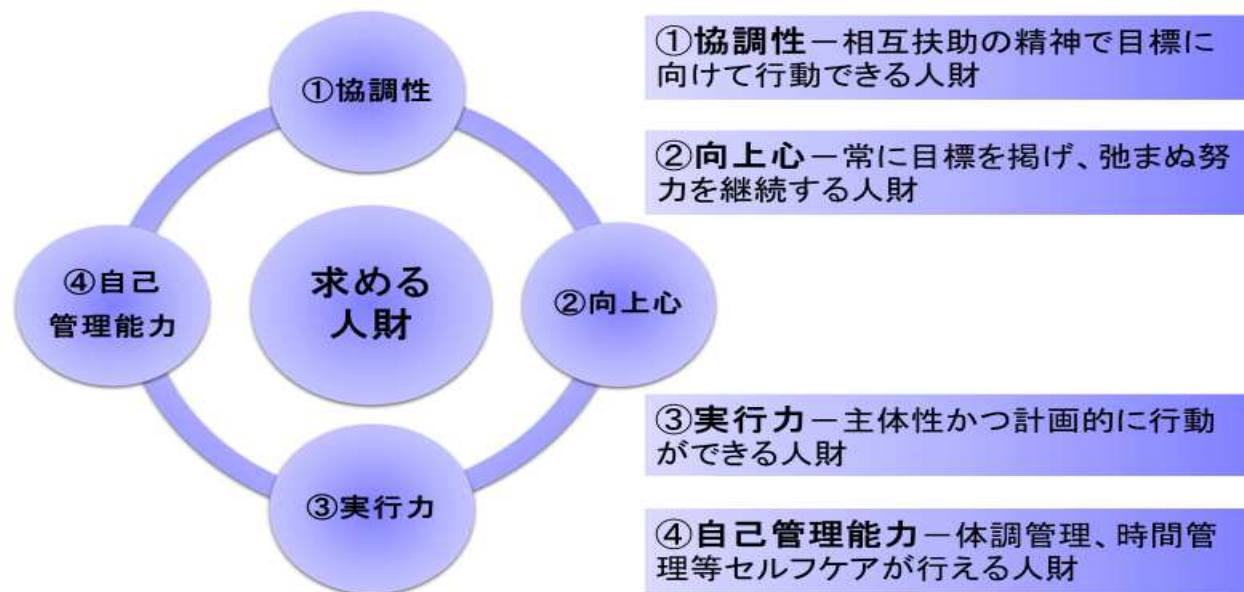 ①協調性
②向上心
③実行力
④自己
管理能力
求める
人財
①協調性－相互扶助の精神で目標に
向けて行動できる人財
②向上心－常に目標を掲げ、弛まぬ努
力を継続する人財
③実行力－主体性かつ計画的に行動
ができる人財
④自己管理能力－体調管理、時間管
理等セルフケアが行える人財